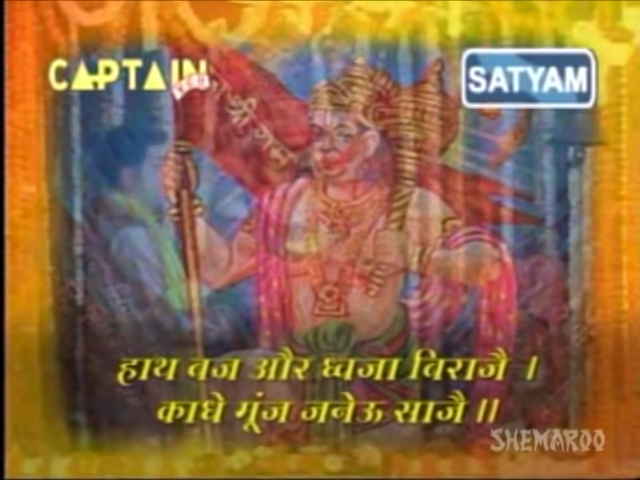 CAPTAIN
SATYAM
श्री राम
हाथ वज्र और ध्वजा विराजै ।
काधे मूंज जनेऊ साजै ॥
SHEMAROO